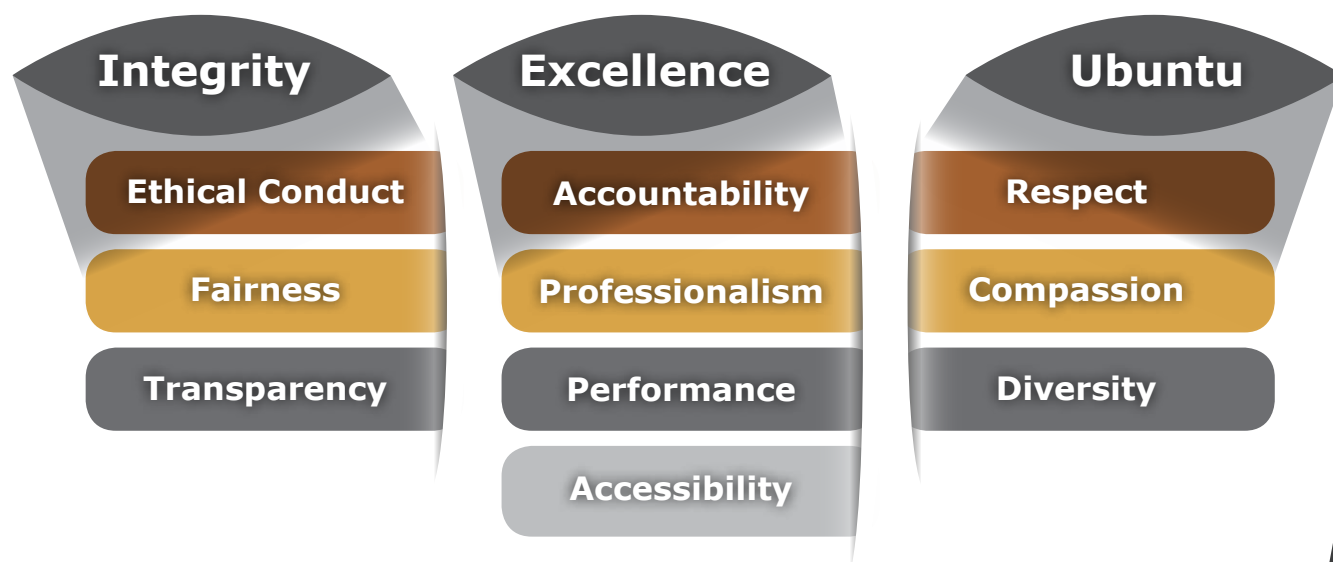 Integrity
Ethical Conduct
Fairness
Transparency
Excellence
Accountability
Professionalism
Performance
Accessibility
Ubuntu
Respect
Compassion
Diversity